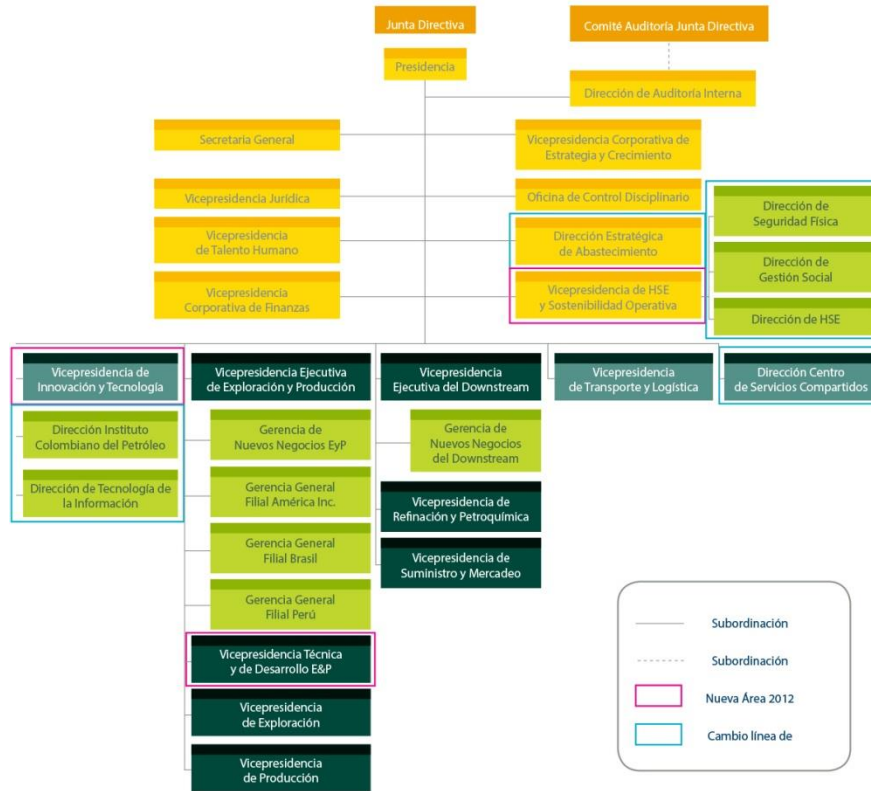 Junta Directiva
Comité Auditoría Junta Directiva
Presidencia
Dirección de Auditoría Interna
Secretaría General
Vicepresidencia Corporativa de
Estrategia y Crecimiento
Vicepresidencia Jurídica
Oficina de Control Disciplinario
Dirección de
Seguridad Física
Vicepresidencia
de Talento Humano
Dirección Estratégica
de Abastecimiento
Dirección de
Gestión Social
Vicepresidencia
Corporativa de Finanzas
Vicepresidencia de HSE
y Sostenibilidad Operativa
Dirección de HSE
Vicepresidencia de
Innovación y Tecnología
Vicepresidencia Ejecutiva
de Exploración y Producción
Vicepresidencia
Ejecutiva del Downstream
Vicepresidencia
de Transporte y Logística
Dirección Centro
de Servicios Compartidos
Dirección Instituto
Colombiano del Petróleo
Gerencia de
Nuevos Negocios EyP
Gerencia de
Nuevos Negocios
del Downstream
Dirección de Tecnología de
la Información
Gerencia General
Filial América Inc.
Vicepresidencia de
Refinación y Petroquímica
Gerencia General
Filial Brasil
Vicepresidencia de
Suministro y Mercadeo
Gerencia General
Filial Perú
Vicepresidencia Técnica
y de Desarrollo E&P
Vicepresidencia
de Exploración
Vicepresidencia
de Producción
Subordinación
Subordinación
Nueva Área 2012
Cambio línea de